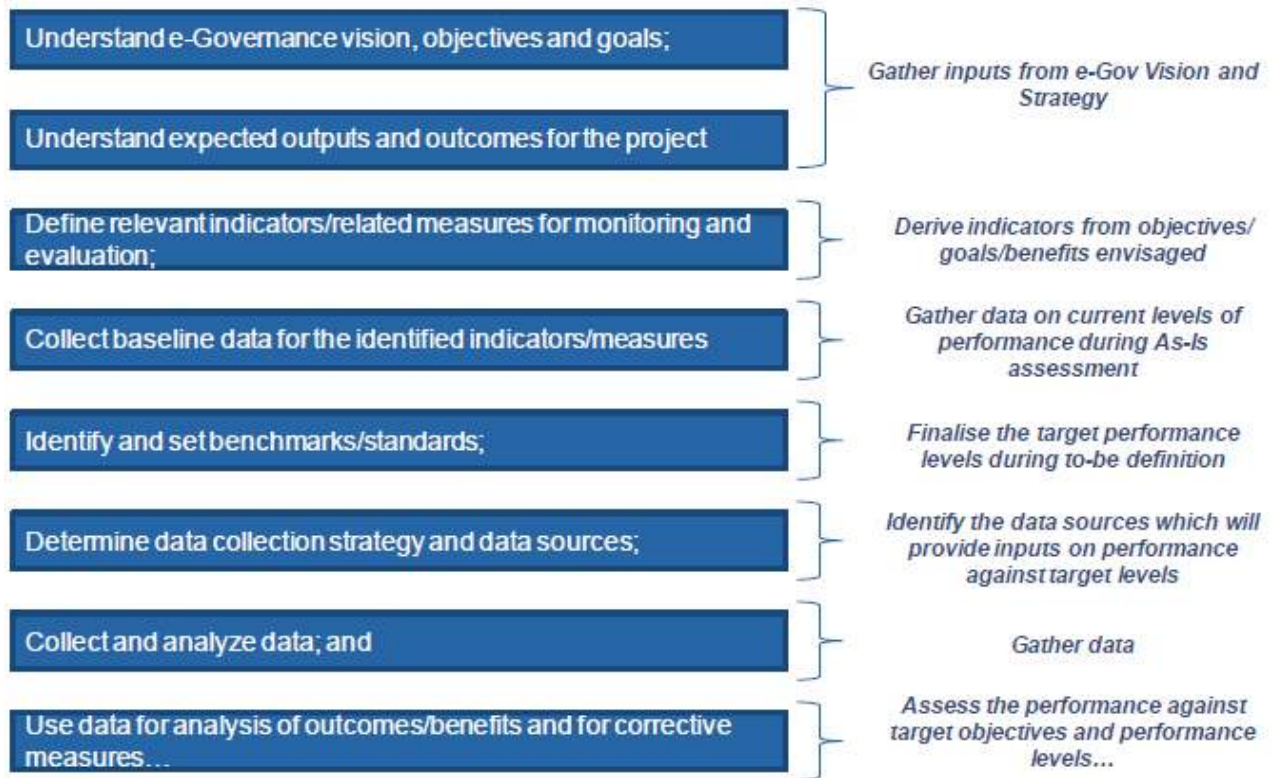 Understand e-Governance vision, objectives and goals;
Gather inputs from e-Gov Vision and
Strategy
Understand expected outputs and outcomes for the project
Define relevant indicators/related measures for monitoring and
evaluation;
Derive indicators from objectives/
goals/benefits envisaged
Collect baseline data for the identified indicators/measures
Gather data on current levels of
performance during As-Is
assessment
Identify and set benchmarks/standards;
Finalise the target performance
levels during to-be definition
Determine data collection strategy and data sources;
Identify the data sources which will
provide inputs on performance
against target levels
Collect and analyze data; and
Gather data
Use data for analysis of outcomes/benefits and for corrective
measures…
Assess the performance against
target objectives and performance
levels…